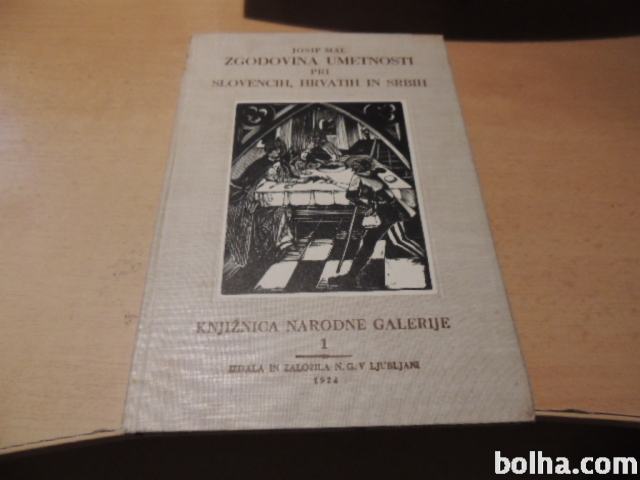 JOSIP MAL
ZGODOVINA UMETNOSTI
PRI
SLOVENCIH, HRVATIH IN SRBIH
KNJIŽNICA NARODNE GALERIJE
1
IZDALA IN ZALOŽILA N. G. V LJUBLJANI
1924
bolha.com